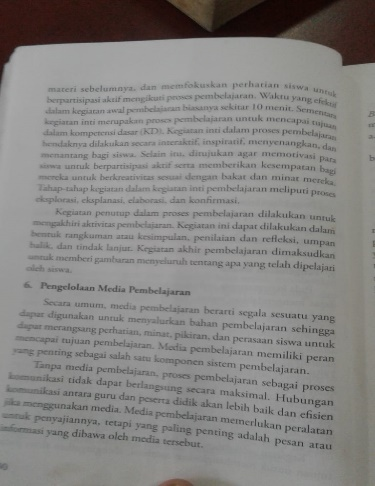 materi sebelumnya, dan memfokuskan perhatian siswa untuk
berpartisipasi aktif mengikuti proses pembelajaran. Waktu yang efektif
dalam kegiatan awal pembelajaran biasanya sekitar 10 menit. Sementara
kegiatan inti merupakan proses pembelajaran untuk mencapai tujuan
dalam kompetensi dasar (KD). Kegiatan inti dalam proses pembelajaran
hendaknya dilakukan secara interaktif, inspiratif, menyenangkan, dan
menantang bagi siswa. Selain itu, ditujukan agar memotivasi para
siswa untuk berpartisipasi aktif serta memberikan kesempatan bagi
mereka untuk berkreativitas sesuai dengan bakat dan minat mereka.
Tahap-tahap kegiatan dalam kegiatan inti pembelajaran meliputi proses
eksplorasi, eksplanasi, elaborasi, dan konfirmasi.
Kegiatan penutup dalam proses pembelajaran dilakukan untuk
mengakhiri aktivitas pembelajaran. Kegiatan ini dapat dilakukan dalam
bentuk rangkuman atau kesimpulan, penilaian dan refleksi, umpan
balik, dan tindak lanjut. Kegiatan akhir pembelajaran dimaksudkan
untuk memberi gambaran menyeluruh tentang apa yang telah dipelajari
oleh siswa.
6. Pengelolaan Media Pembelajaran
Secara umum, media pembelajaran berarti segala sesuatu yang
dapat digunakan untuk menyalurkan bahan pembelajaran sehingga
dapat merangsang perhatian, minat, pikiran, dan perasaan siswa untuk
mencapai tujuan pembelajaran. Media pembelajaran memiliki peran
yang penting sebagai salah satu komponen sistem pembelajaran.
Tanpa media pembelajaran, proses pembelajaran sebagai proses
komunikasi tidak dapat berlangsung secara maksimal. Hubungan
komunikasi antara guru dan peserta didik akan lebih baik dan efisien
jika menggunakan media. Media pembelajaran memerlukan peralatan
untuk penyajiannya, tetapi yang paling penting adalah pesan atau
informasi yang dibawa oleh media tersebut.